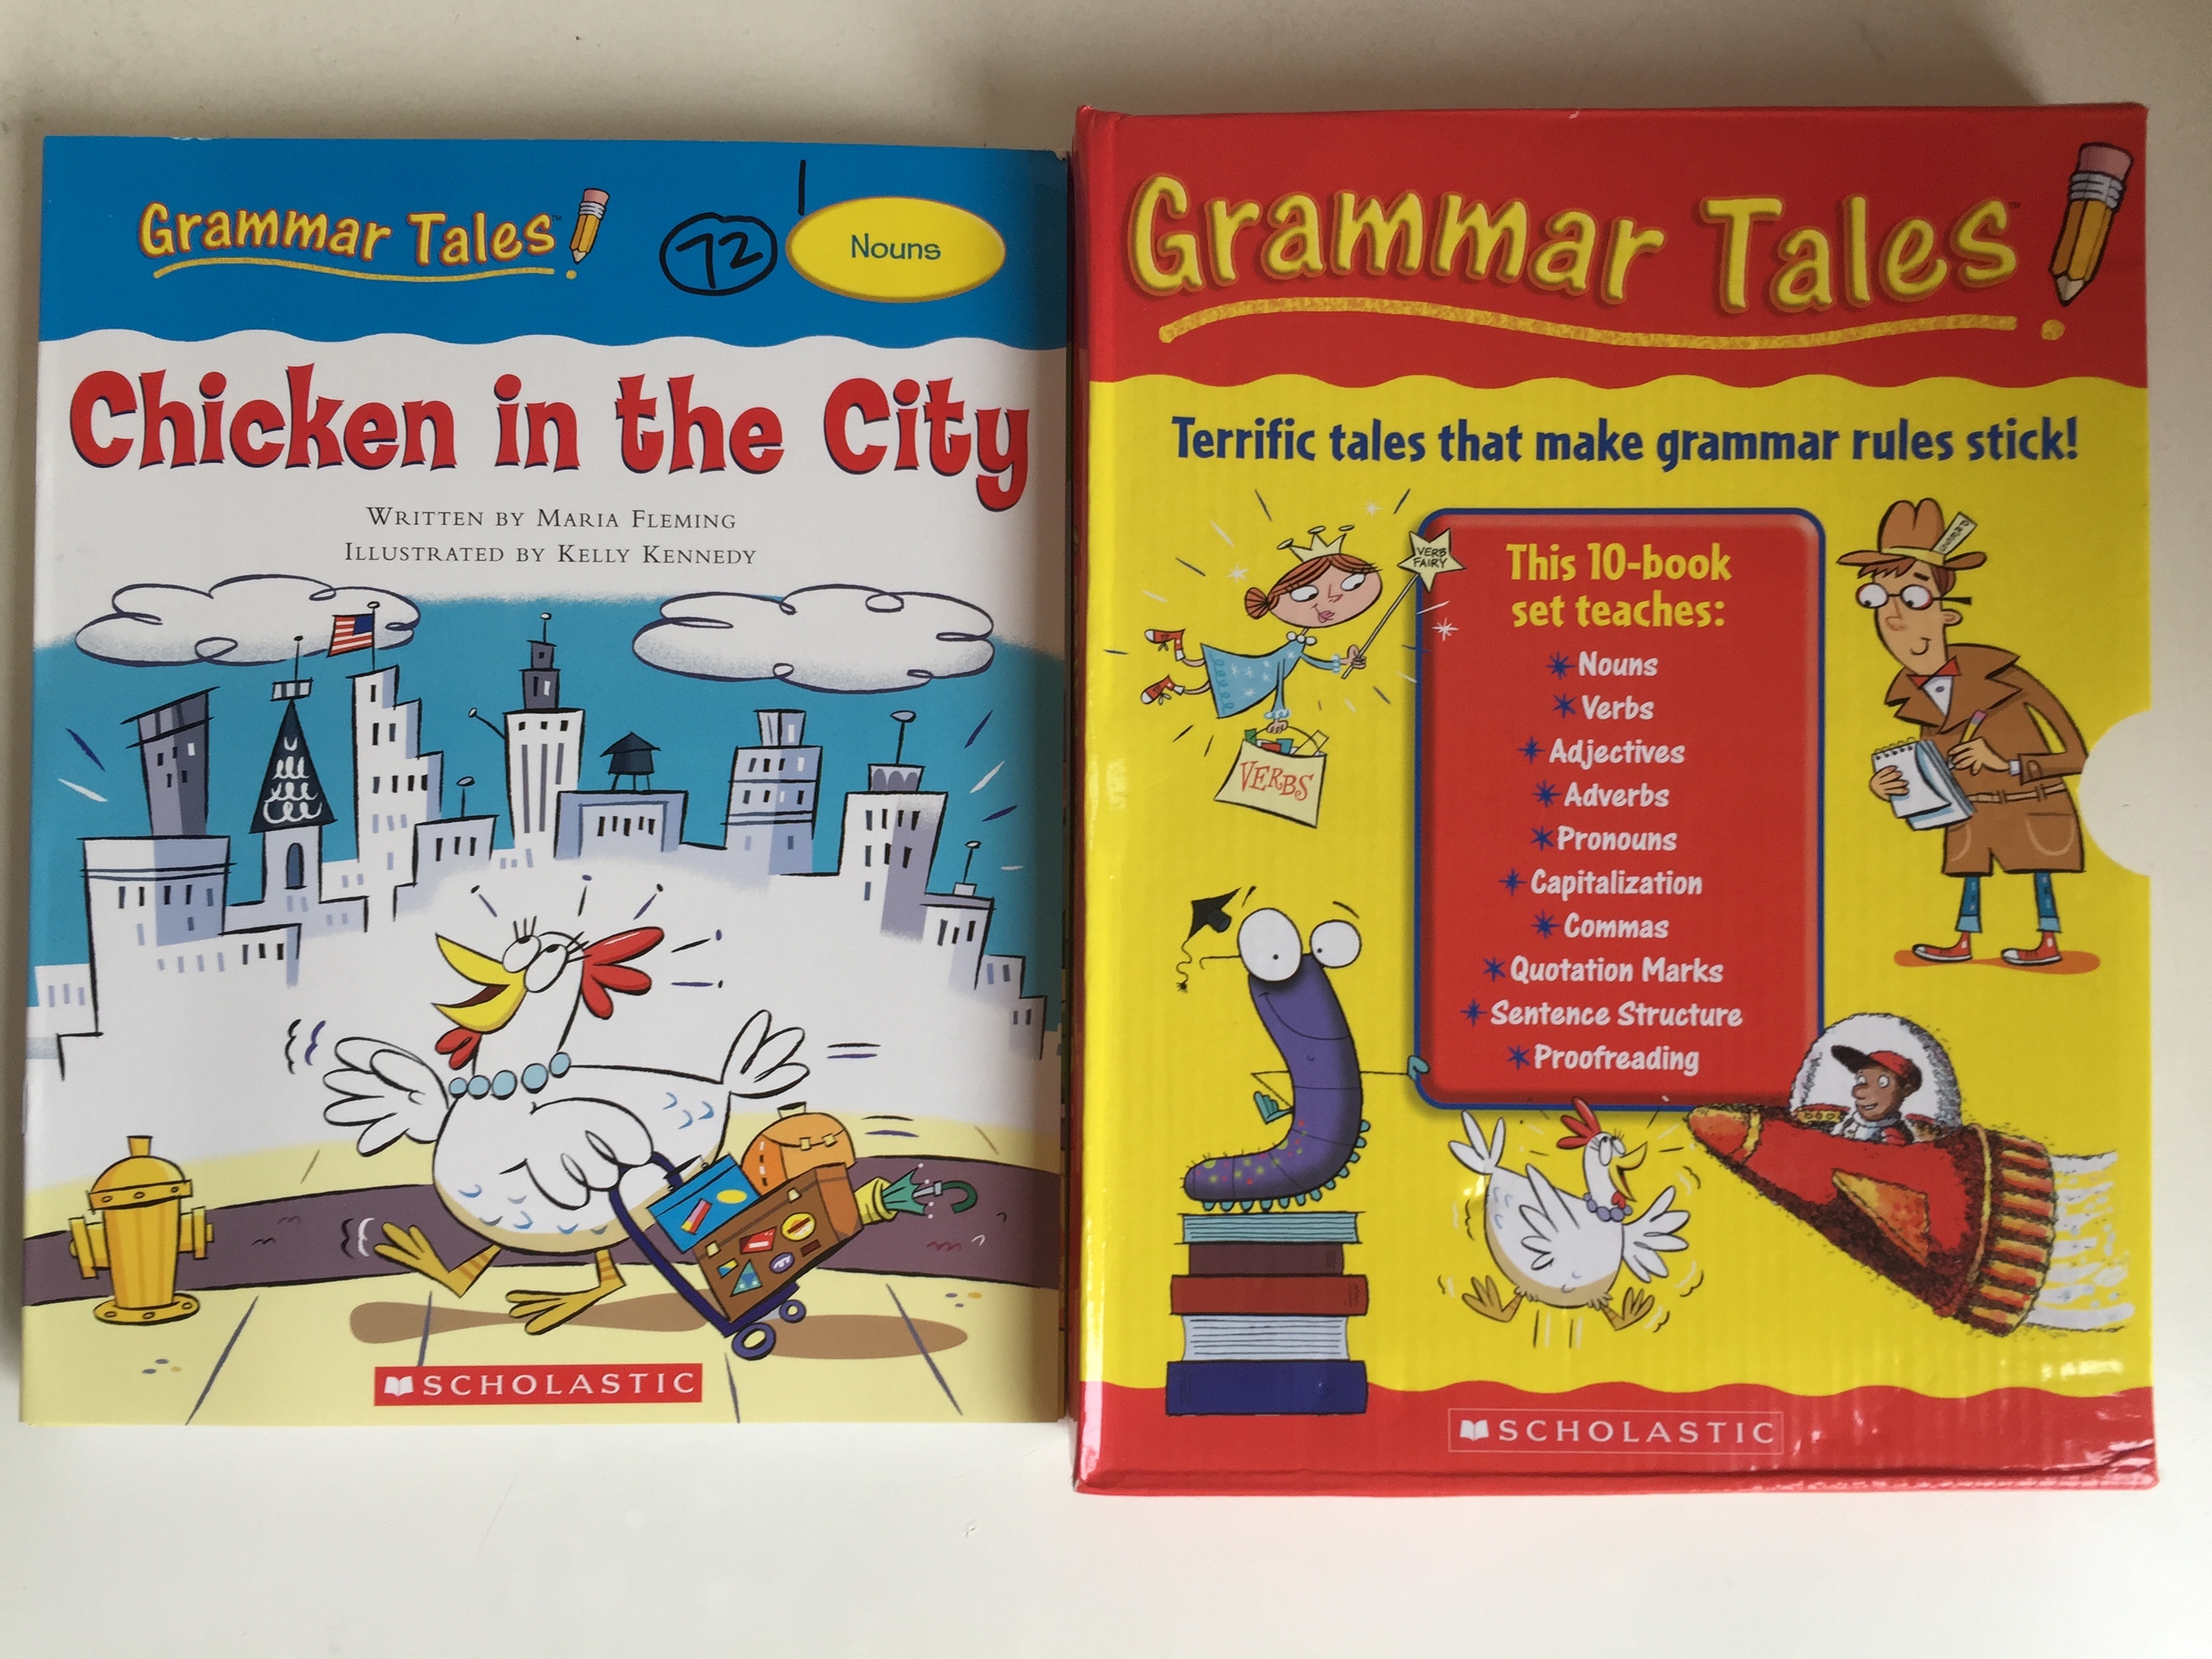 Grammar Tales™
72
1
Nouns
Chicken in the City
WRITTEN BY MARIA FLEMING
ILLUSTRATED BY KELLY KENNEDY
SCHOLASTIC
Grammar Tales™
Terrific tales that make grammar rules stick!
VERB
FAIRY
VERBS
This 10-book
set teaches:
Nouns
Verbs
Adjectives
Adverbs
Pronouns
Capitalization
Commas
Quotation Marks
Sentence Structure
Proofreading
SCHOLASTIC